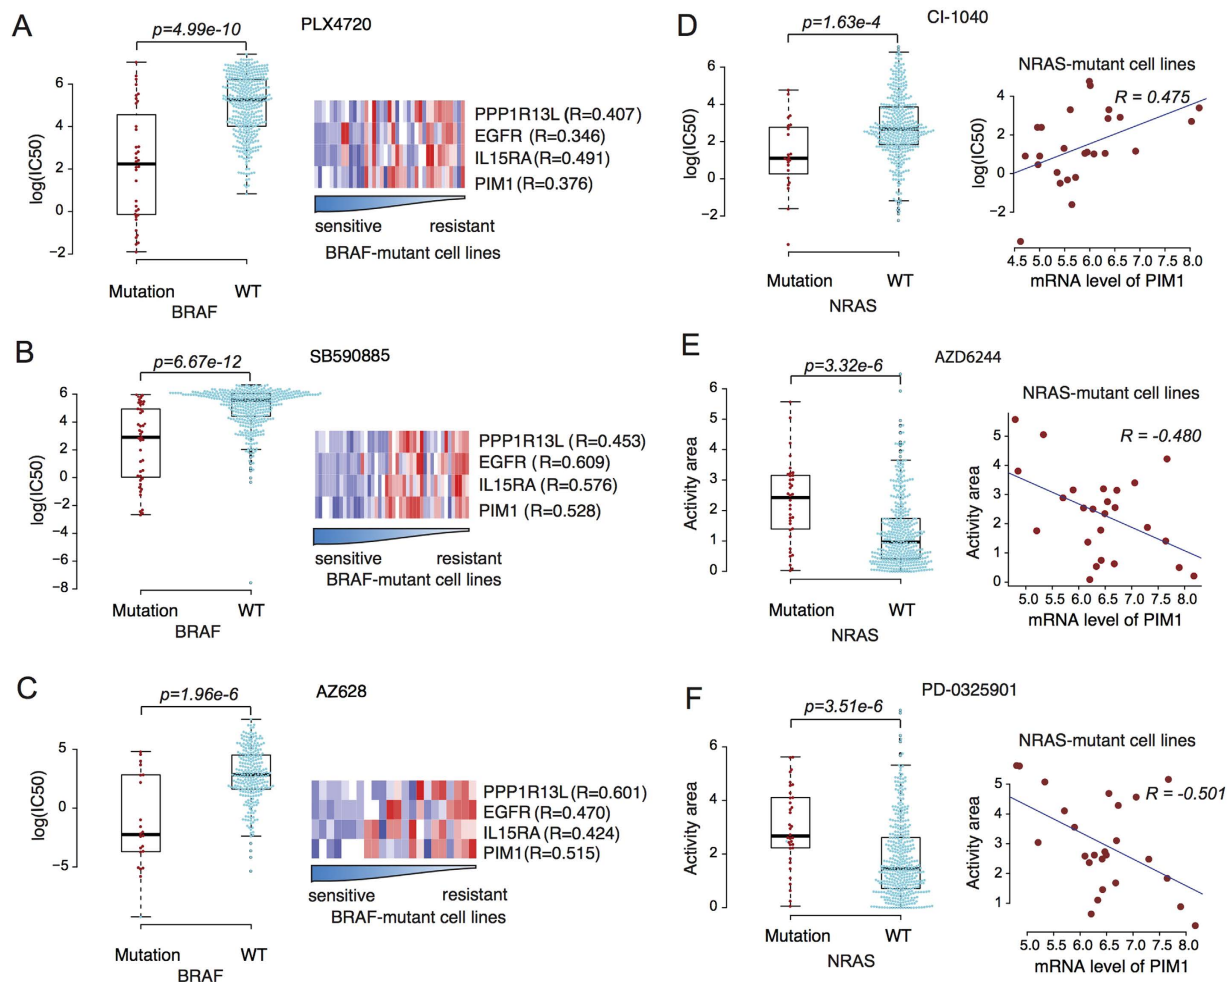 A
p=4.99e-10
PLX4720
log(IC50)
6
4
2
0
−2
Mutation WT
BRAF
PPP1R13L (R=0.407)
EGFR (R=0.346)
IL15RA (R=0.491)
PIM1 (R=0.376)
sensitive resistant
BRAF-mutant cell lines
B
p=6.67e-12
SB590885
log(IC50)
6
4
2
0
−2
−4
−6
−8
Mutation WT
BRAF
PPP1R13L (R=0.453)
EGFR (R=0.609)
IL15RA (R=0.576)
PIM1 (R=0.528)
sensitive resistant
BRAF-mutant cell lines
C
p=1.96e-6
AZ628
log(IC50)
5
0
−5
Mutation WT
BRAF
PPP1R13L (R=0.601)
EGFR (R=0.470)
IL15RA (R=0.424)
PIM1(R=0.515)
sensitive resistant
BRAF-mutant cell lines
D
p=1.63e-4
CI-1040
log(IC50)
6
4
2
0
−2
Mutation WT
NRAS
NRAS-mutant cell lines
R = 0.475
log(IC50)
4
2
0
−2
4.5 5.0 5.5 6.0 6.5 7.0 7.5 8.0
mRNA level of PIM1
E
p=3.32e-6
AZD6244
Activity area
6
5
4
3
2
1
0
Mutation WT
NRAS
NRAS-mutant cell lines
R = -0.480
Activity area
5
4
3
2
1
0
5.0 5.5 6.0 6.5 7.0 7.5 8.0
mRNA level of PIM1
F
p=3.51e-6
PD-0325901
Activity area
6
4
2
0
Mutation WT
NRAS
NRAS-mutant cell lines
R = -0.501
Activity area
5
4
3
2
1
5.0 5.5 6.0 6.5 7.0 7.5 8.0
mRNA level of PIM1